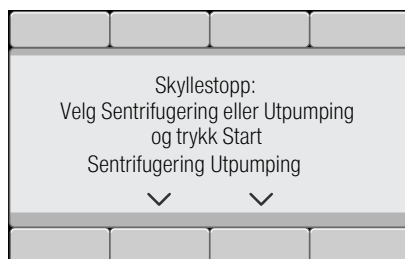 Skyllestopp:
Velg Sentrifugering eller Utpumping
og trykk Start
Sentrifugering Utpumping